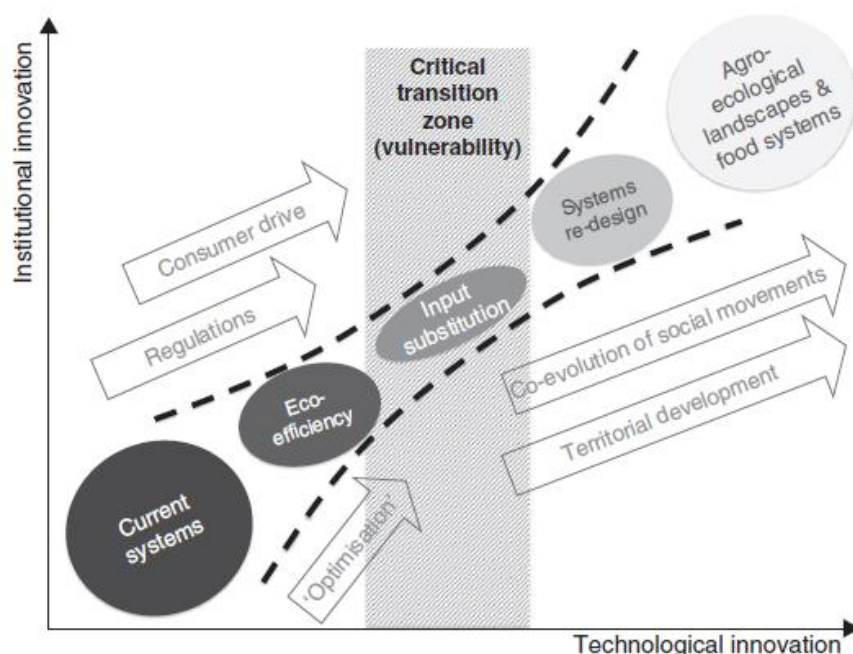 Institutional innovation
Critical
transition
zone
(vulnerability)
Agro-
ecological
landscapes &
food systems
Consumer drive
Regulations
Systems
re-design
Input
substitution
Eco-
efficiency
Current
systems
'Optimisation'
Co-evolution of social movements
Territorial development
Technological innovation